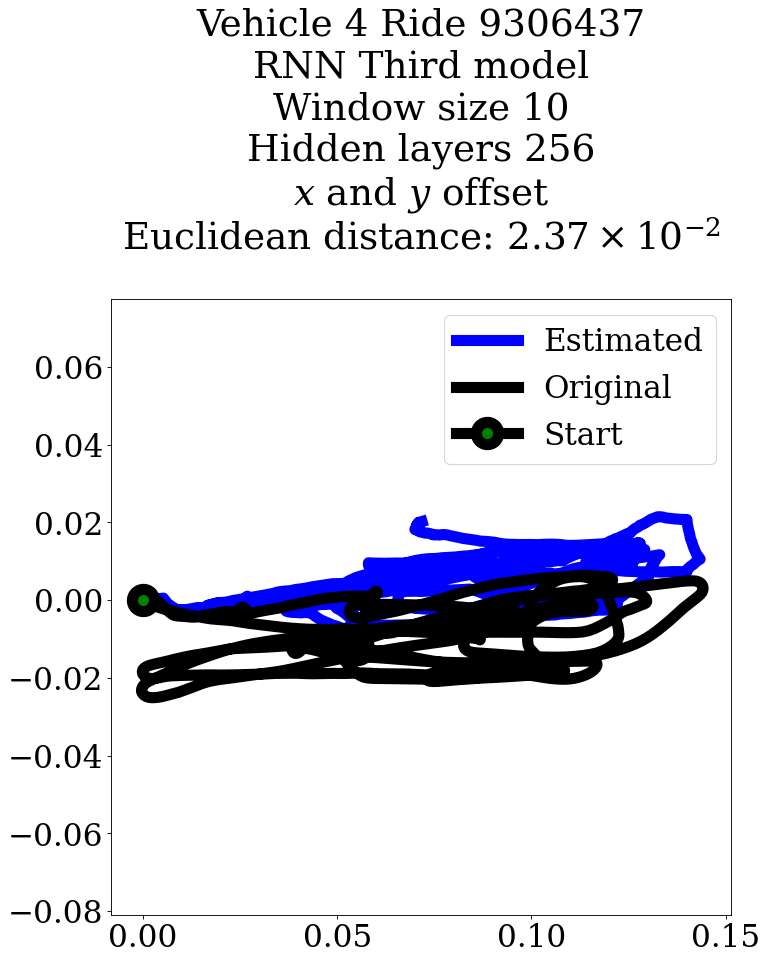 Vehicle 4 Ride 9306437
RNN Third model
Window size 10
Hidden layers 256
x and y offset
Euclidean distance: 2.37 × 10⁻²
Estimated
Original
Start
0.06
0.04
0.02
0.00
−0.02
−0.04
−0.06
−0.08
0.00 0.05 0.10 0.15